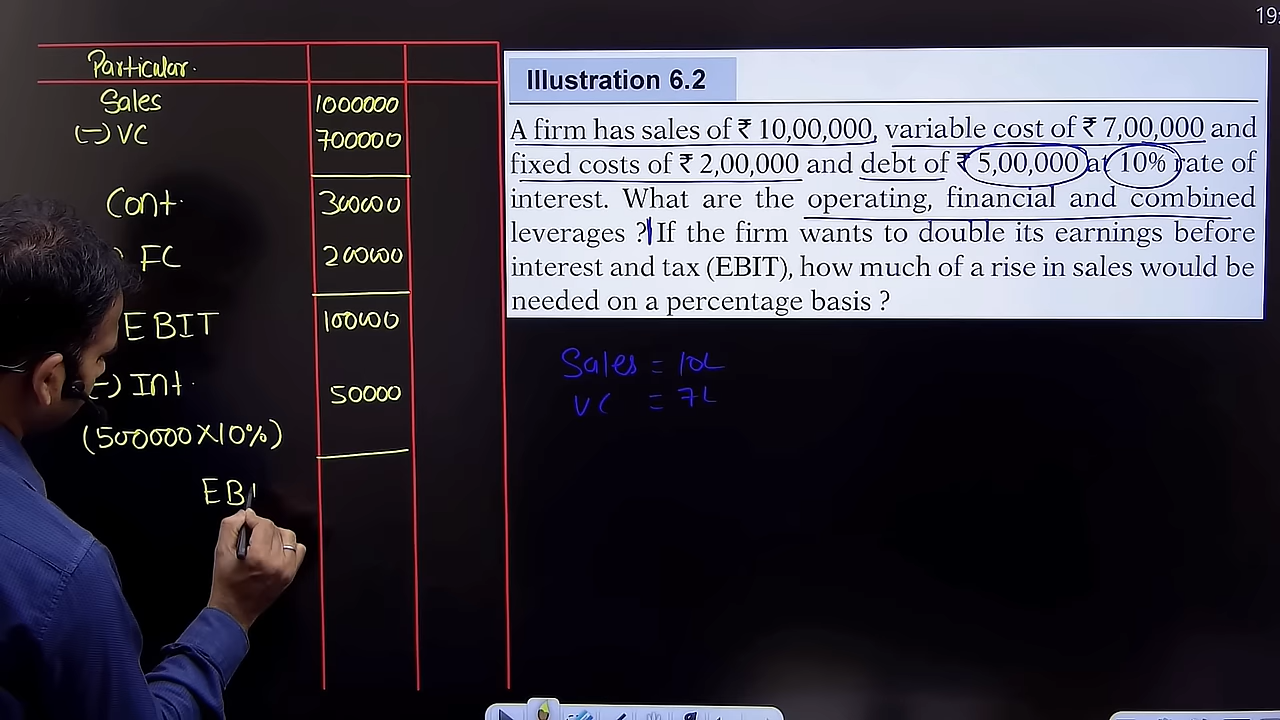 19:
Particular.
Sales 1000000
(-) VC 700000
Cont. 300000
) FC 200000
EBIT 100000
-) Int. 50000
(500000X10%)
EB
Illustration 6.2
A firm has sales of ₹ 10,00,000, variable cost of ₹ 7,00,000 and
fixed costs of ₹ 2,00,000 and debt of ₹ 5,00,000 at 10% rate of
interest. What are the operating, financial and combined
leverages ? If the firm wants to double its earnings before
interest and tax (EBIT), how much of a rise in sales would be
needed on a percentage basis ?
Sales = 10L
VC = 7L